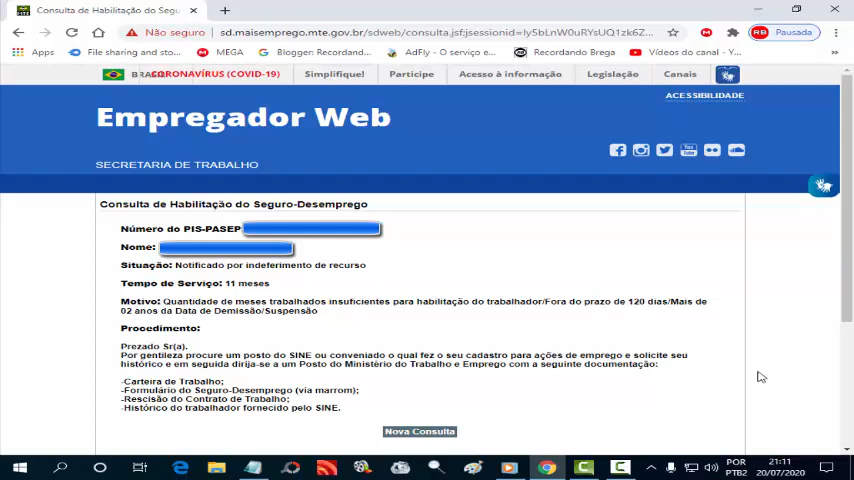 Consulta de Habilitação do Segu
Não seguro
sd.maisemprego.mte.gov.br/sdweb/consulta.jsf;jsessionid=ly5bLnW0uRYsUQ1zk6Z...
RB Pausada
Apps File sharing and sto... MEGA Blogger: Recordand... AdFly - O serviço e... Recordando Brega Vídeos do canal - Y...
CORONAVÍRUS (COVID-19) Simplifique! Participe Acesso à informação Legislação Canais
ACESSIBILIDADE
Empregador Web
You Tube
SECRETARIA DE TRABALHO
Consulta de Habilitação do Seguro-Desemprego
Número do PIS-PASEP
Nome:
Situação: Notificado por indeferimento de recurso
Tempo de Serviço: 11 meses
Motivo: Quantidade de meses trabalhados insuficientes para habilitação do trabalhador/Fora do prazo de 120 dias/Mais de
02 anos da Data de Demissão/Suspensão
Procedimento:
Prezado Sr(a).
Por gentileza procure um posto do SINE ou conveniado o qual fez o seu cadastro para ações de emprego e solicite seu
histórico e em seguida dirija-se a um Posto do Ministério do Trabalho e Emprego com a seguinte documentação:
-Carteira de Trabalho;
-Formulário do Seguro-Desemprego (via marrom);
-Rescisão do Contrato de Trabalho;
-Histórico do trabalhador fornecido pelo SINE.
Nova Consulta
POR 21:11
PTB2 20/07/2020